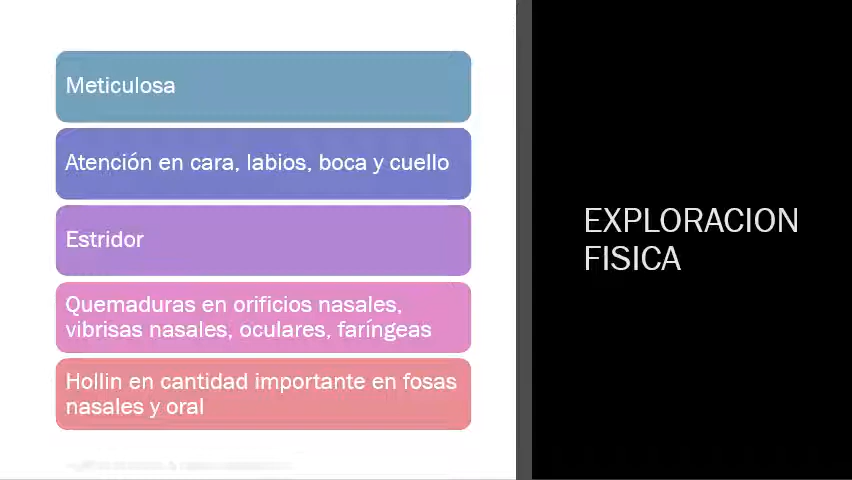 Meticulosa
Atención en cara, labios, boca y cuello
Estridor
Quemaduras en orificios nasales,
vibrisas nasales, oculares, faríngeas
Hollin en cantidad importante en fosas
nasales y oral
EXPLORACION
FISICA